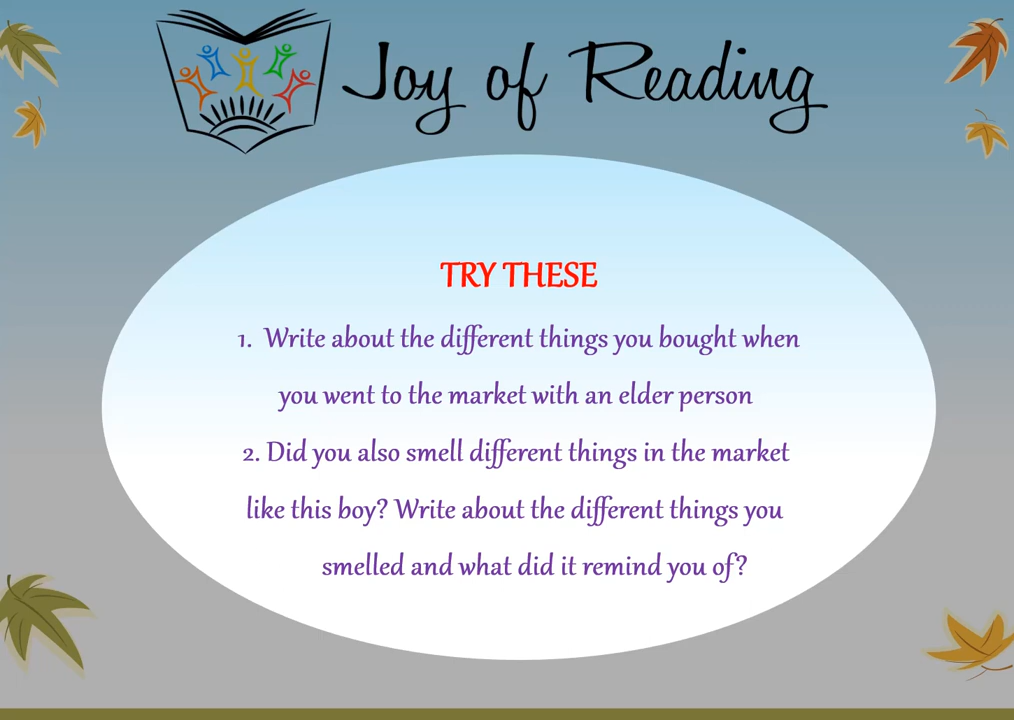 Joy of Reading
TRY THESE
1. Write about the different things you bought when
you went to the market with an elder person
2. Did you also smell different things in the market
like this boy? Write about the different things you
smelled and what did it remind you of?